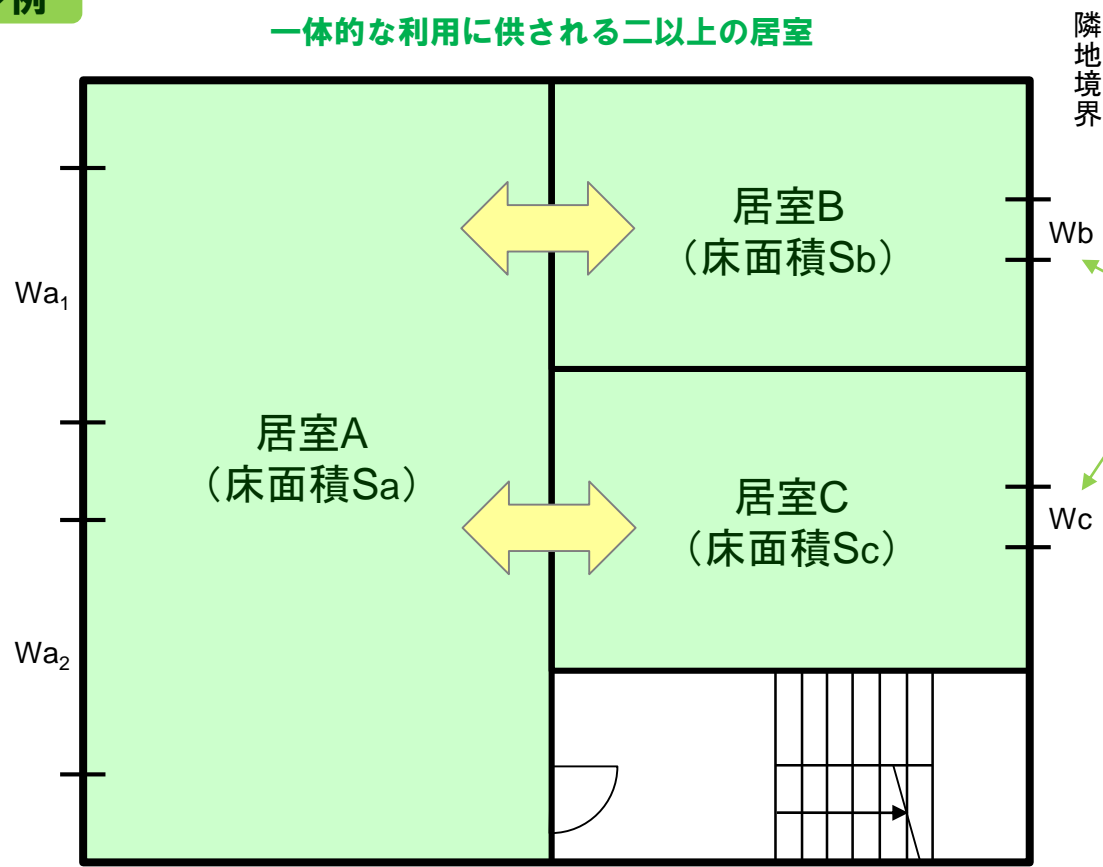 例
一体的な利用に供される二以上の居室
隣地境界
居室B
（床面積Sb）
Wb
Wa₁
居室A
（床面積Sa）
居室C
（床面積Sc）
Wc
Wa₂